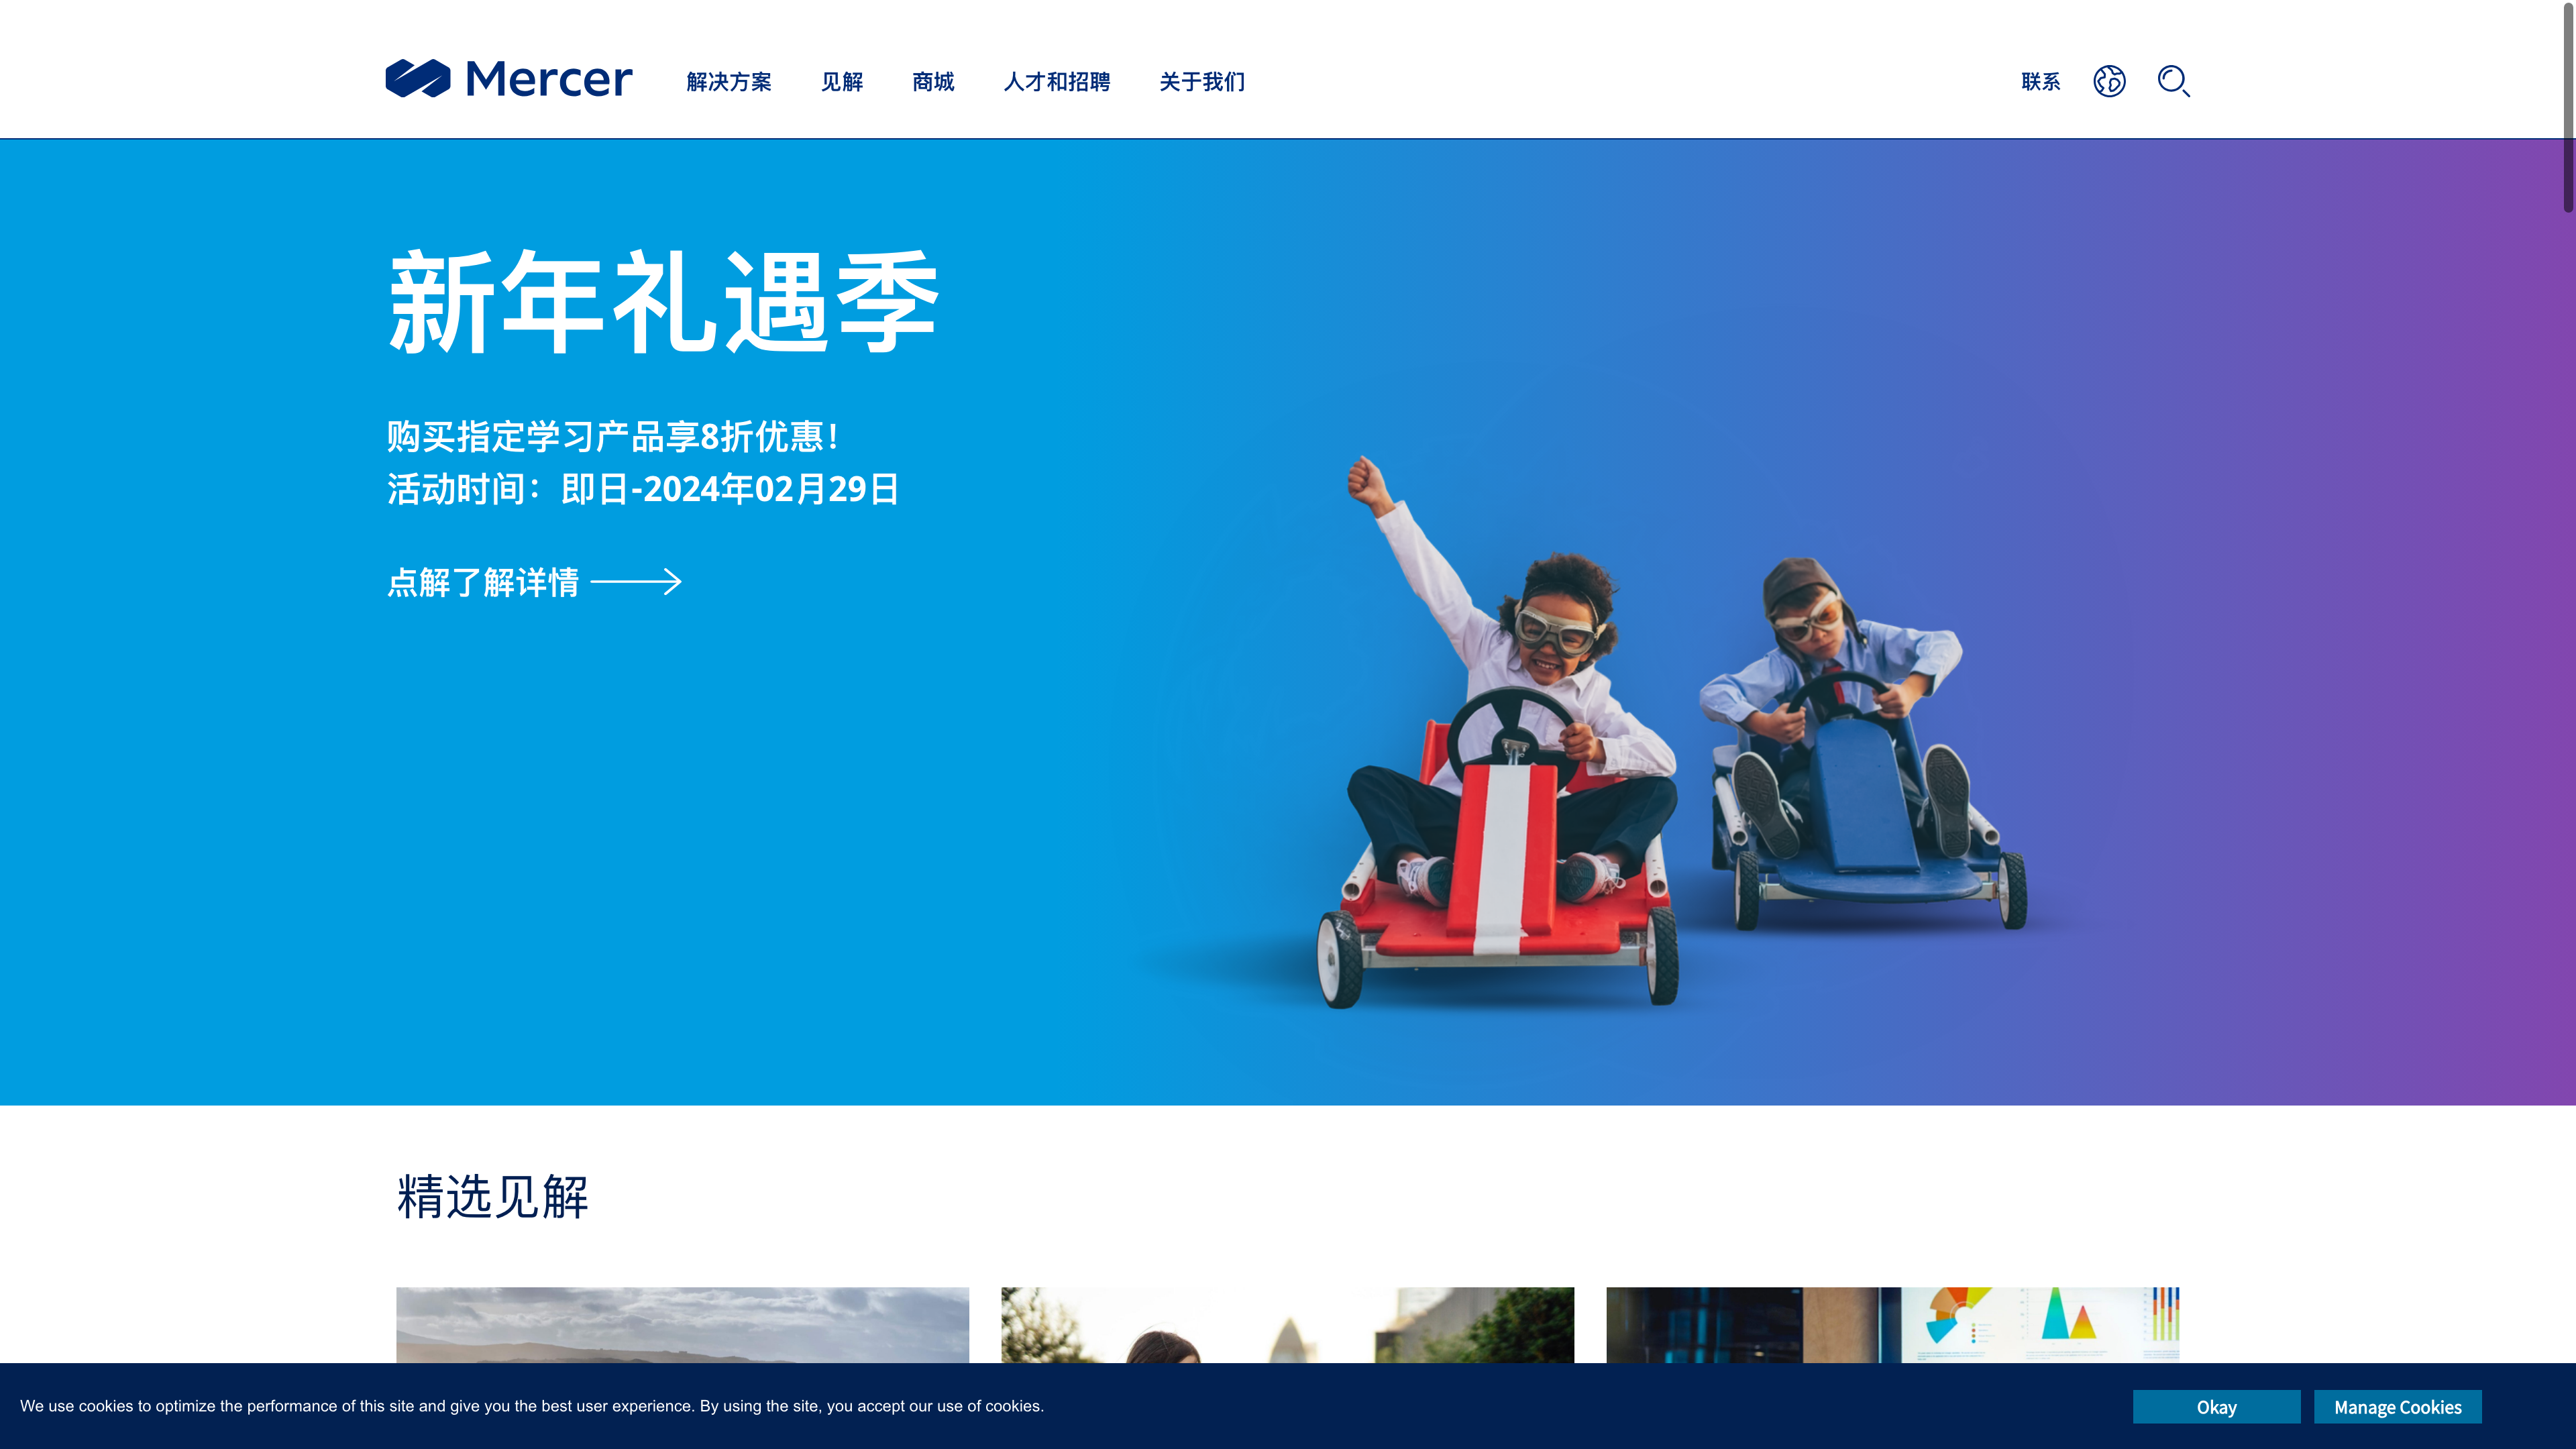 Mercer
解决方案
见解
商城
人才和招聘
关于我们
联系
新年礼遇季
购买指定学习产品享8折优惠！
活动时间：即日-2024年02月29日
点解了解详情
精选见解
We use cookies to optimize the performance of this site and give you the best user experience. By using the site, you accept our use of cookies.
Okay
Manage Cookies